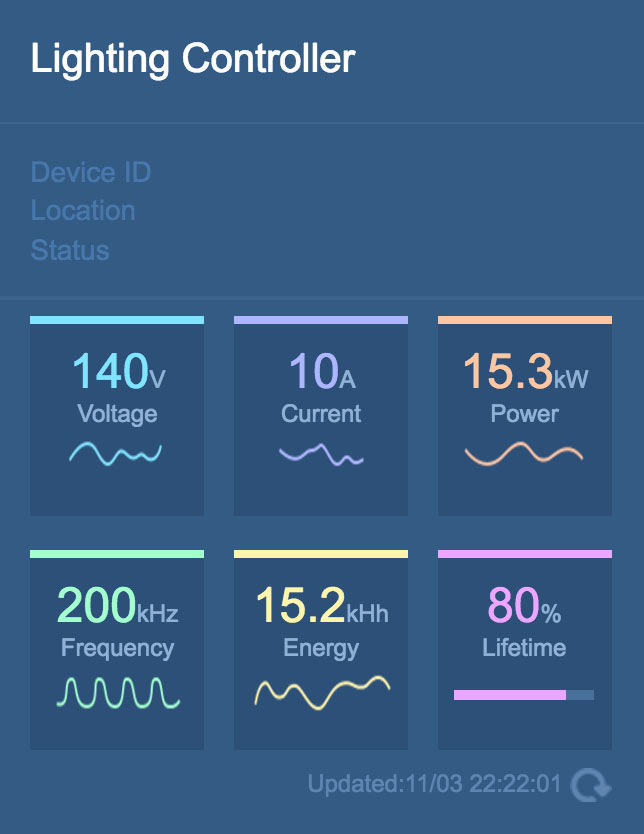 Lighting Controller
Device ID
Location
Status
140V
Voltage
10A
Current
15.3kW
Power
200kHz
Frequency
15.2kHh
Energy
80%
Lifetime
Updated:11/03 22:22:01